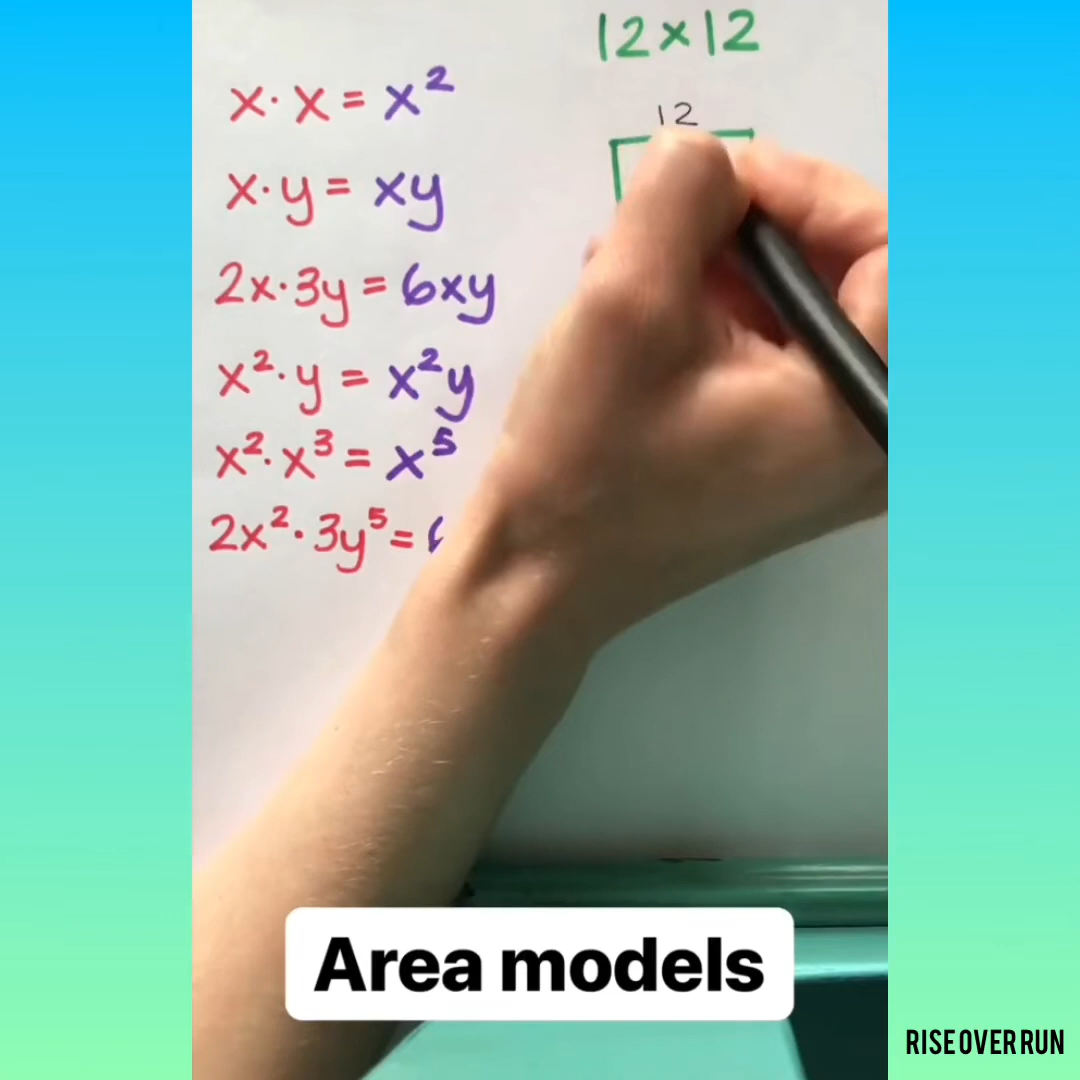 x · x = x²
x · y = xy
2x · 3y = 6xy
x² · y = x²y
x² · x³ = x⁵
2x² · 3y⁵ =
12 x 12
12
Area models
RISE OVER RUN